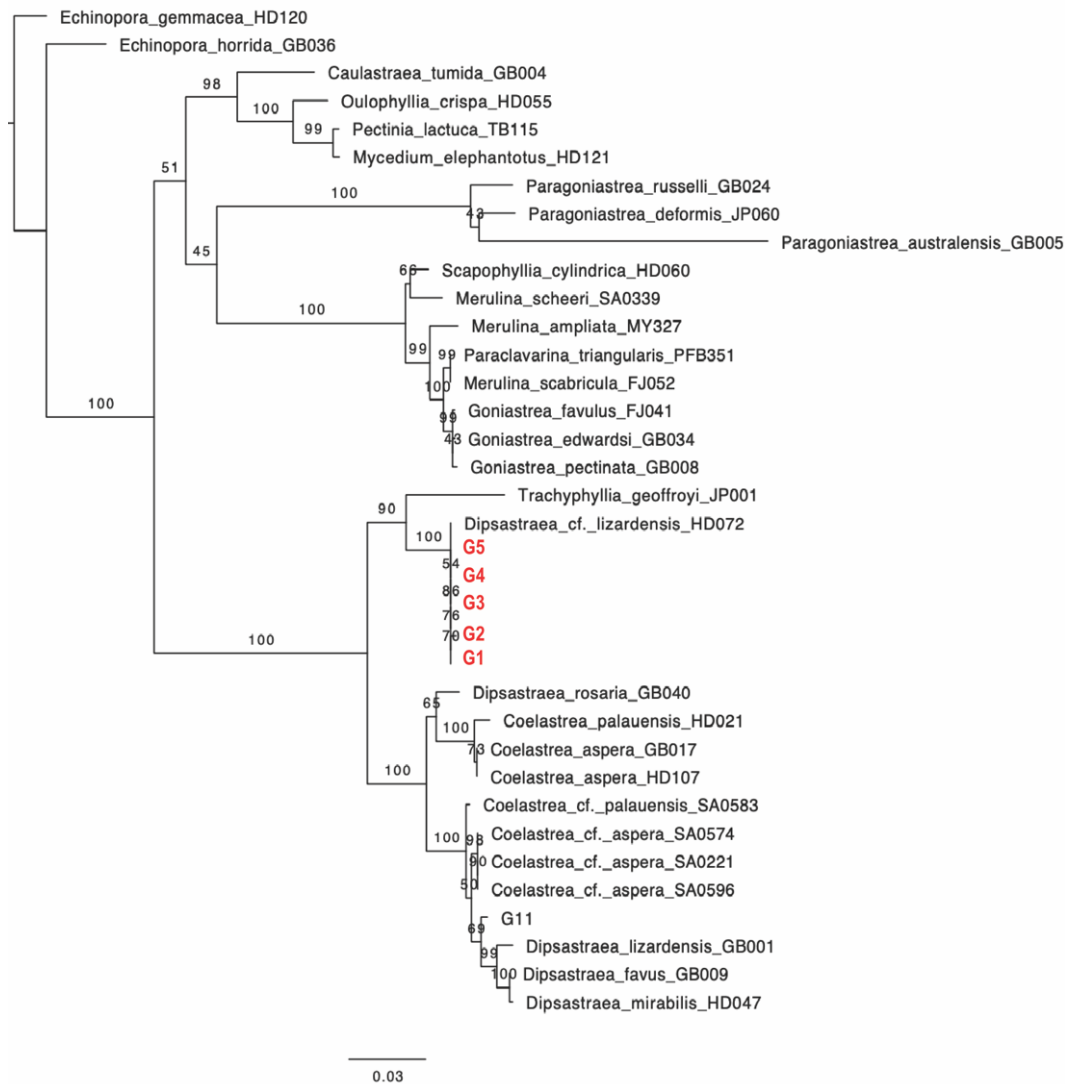 Echinopora_gemmacea_HD120
Echinopora_horrida_GB036
Caulastraea_tumida_GB004
98
Oulophyllia_crispa_HD055
100
Pectinia_lactuca_TB115
99
Mycedium_elephantotus_HD121
51
Paragoniastrea_russelli_GB024
100
Paragoniastrea_deformis_JP060
43
Paragoniastrea_australensis_GB005
45
Scapophyllia_cylindrica_HD060
66
Merulina_scheeri_SA0339
100
Merulina_ampliata_MY327
99
Paraclavarina_triangularis_PFB351
99
Merulina_scabricula_FJ052
100
Goniastrea_favulus_FJ041
99
Goniastrea_edwardsi_GB034
43
Goniastrea_pectinata_GB008
100
Trachyphyllia_geoffroyi_JP001
90
Dipsastraea_cf._lizardensis_HD072
100
G5
54
G4
86
G3
76
G2
70
G1
100
Dipsastraea_rosaria_GB040
65
Coelastrea_palauensis_HD021
100
Coelastrea_aspera_GB017
73
Coelastrea_aspera_HD107
100
Coelastrea_cf._palauensis_SA0583
100
Coelastrea_cf._aspera_SA0574
98
Coelastrea_cf._aspera_SA0221
90
Coelastrea_cf._aspera_SA0596
50
G11
69
Dipsastraea_lizardensis_GB001
99
Dipsastraea_favus_GB009
100
Dipsastraea_mirabilis_HD047
0.03